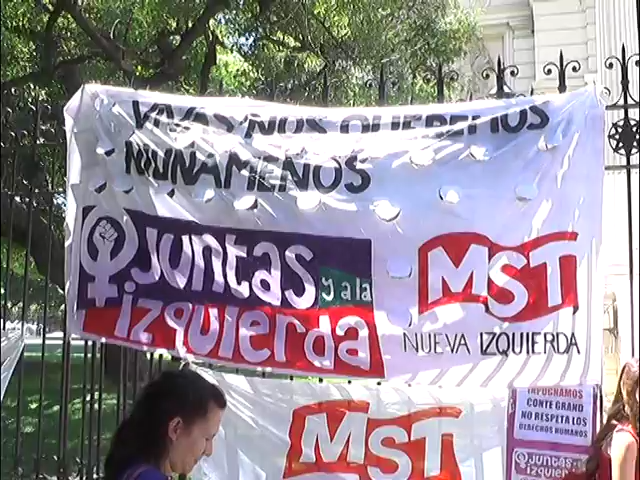 VIVAS NOS QUEREMOS
NIUNAMENOS
juntas
y a la
izquierda
MST
NUEVA IZQUIERDA
MST
REPUCHAMOS
CONTE GRAND
NO RESPETA LOS
DERECHOS HUMANOS
juntas
izquierda